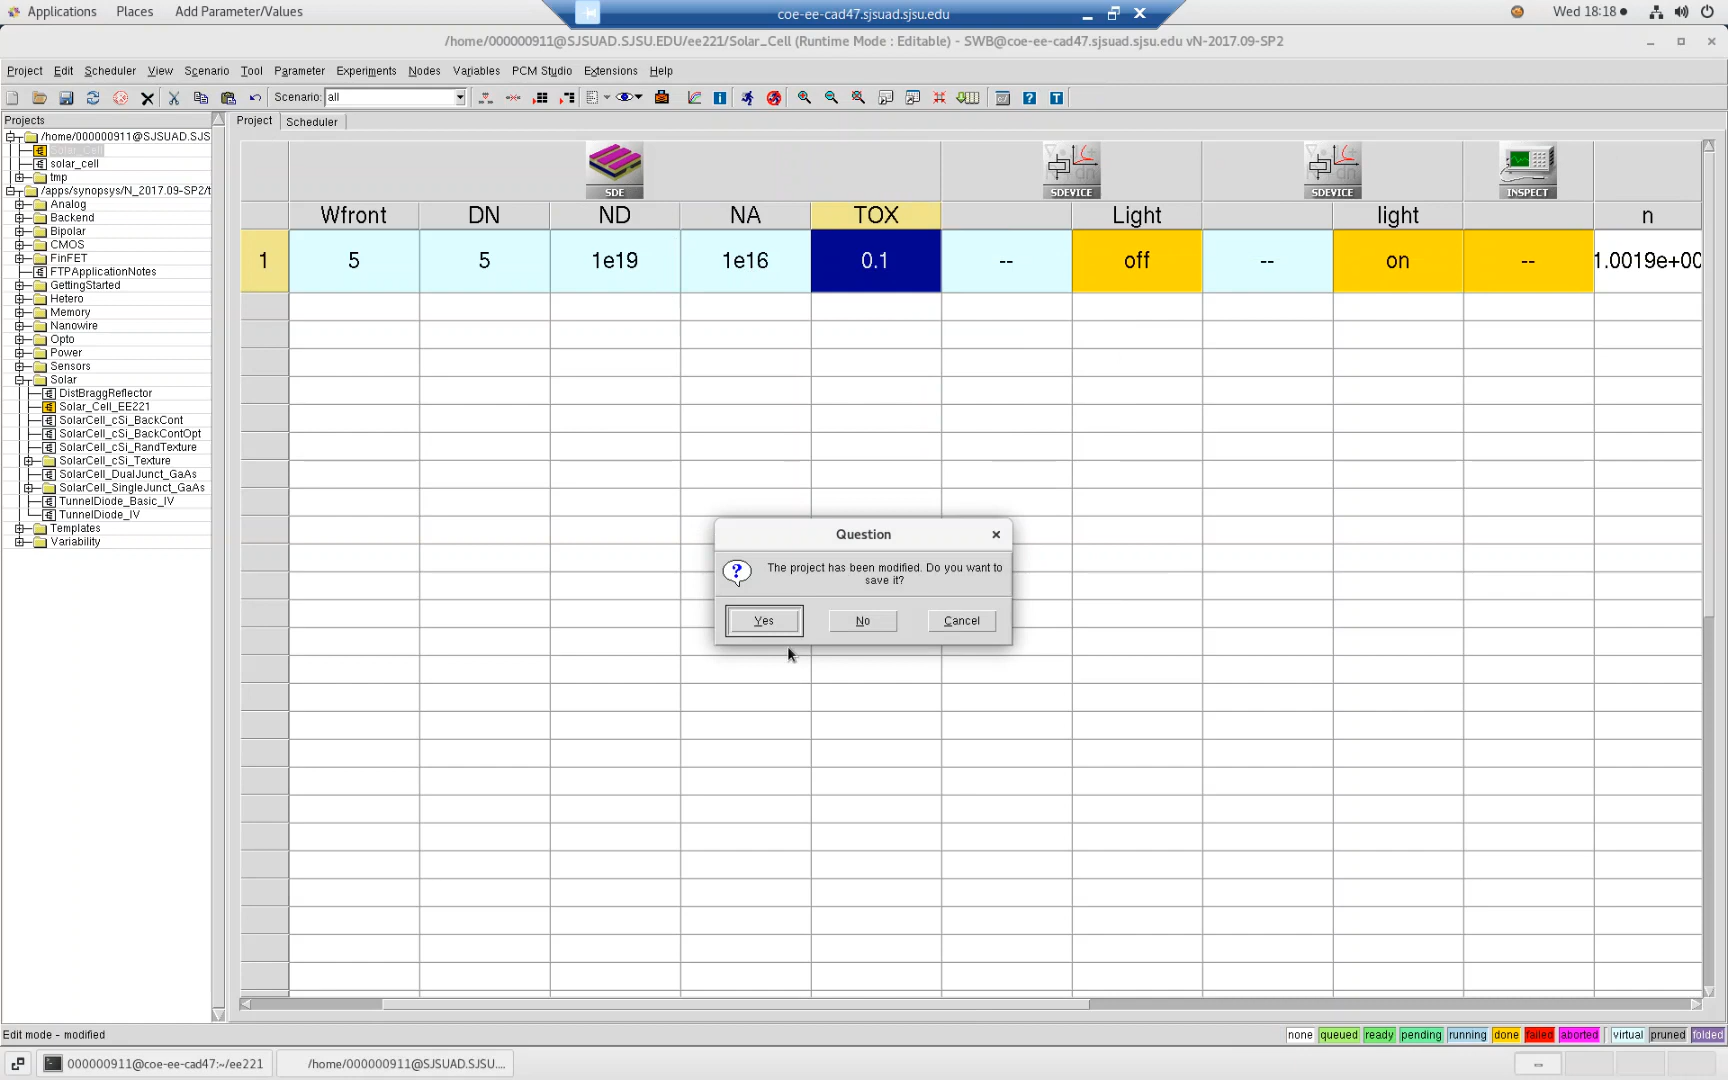 Applications Places Add Parameter/Values
coe-ee-cad47.sjsuad.sjsu.edu
Wed 18:18
/home/000000911@SJSUAD.SJSU.EDU/ee221/Solar_Cell (Runtime Mode : Editable) - SWB@coe-ee-cad47.sjsuad.sjsu.edu vN-2017.09-SP2
Project Edit Scheduler View Scenario Tool Parameter Experiments Nodes Variables PCM Studio Extensions Help
Scenario: all
Projects
/home/000000911@SJSUAD.SJS
Solar_Cell
solar_cell
tmp
/apps/synopsys/N_2017.09-SP2/t
Analog
Backend
Bipolar
CMOS
FinFET
FTPApplicationNotes
GettingStarted
Hetero
Memory
Nanowire
Opto
Power
Sensors
Solar
DistBraggReflector
Solar_Cell_EE221
SolarCell_cSi_BackCont
SolarCell_cSi_BackContOpt
SolarCell_cSi_RandTexture
SolarCell_cSi_Texture
SolarCell_DualJunct_GaAs
SolarCell_SingleJunct_GaAs
TunnelDiode_Basic_IV
TunnelDiode_IV
Templates
Variability
Project Scheduler
SDE SDEVICE SDEVICE INSPECT
Wfront DN ND NA TOX Light light n
1 5 5 1e19 1e16 0.1 -- off -- on -- 1.0019e+00
Question
The project has been modified. Do you want to
save it?
Yes No Cancel
Edit mode - modified
none queued ready pending running done failed aborted virtual pruned folded
000000911@coe-ee-cad47:~/ee221 /home/000000911@SJSUAD.SJSU....